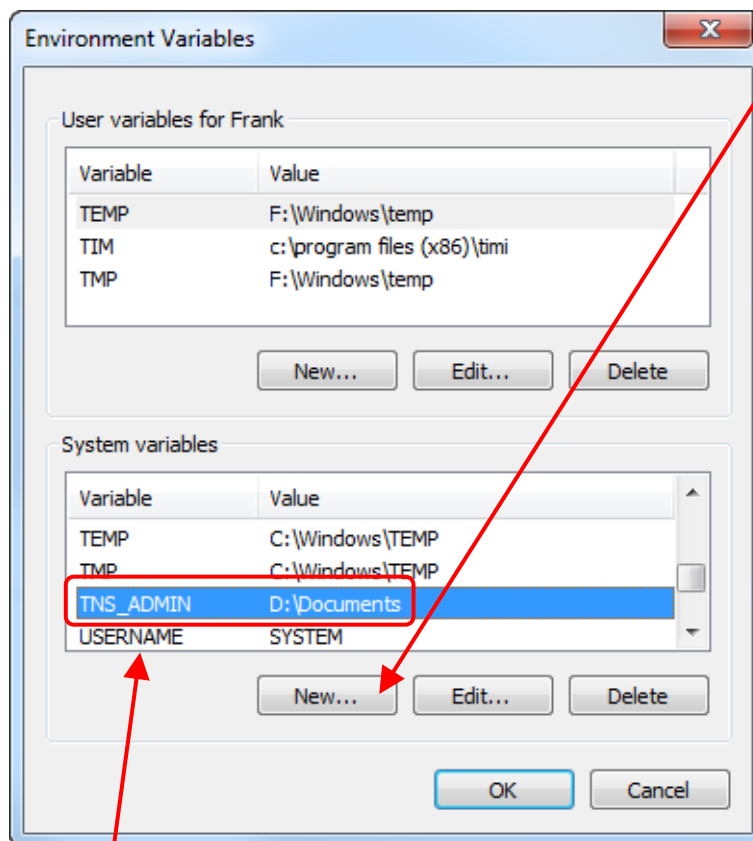 Environment Variables
User variables for Frank
Variable Value
TEMP F:\Windows\temp
TIM c:\program files (x86)\timi
TMP F:\Windows\temp
New... Edit... Delete
System variables
Variable Value
TEMP C:\Windows\TEMP
TMP C:\Windows\TEMP
TNS_ADMIN D:\Documents
USERNAME SYSTEM
New... Edit... Delete
OK Cancel